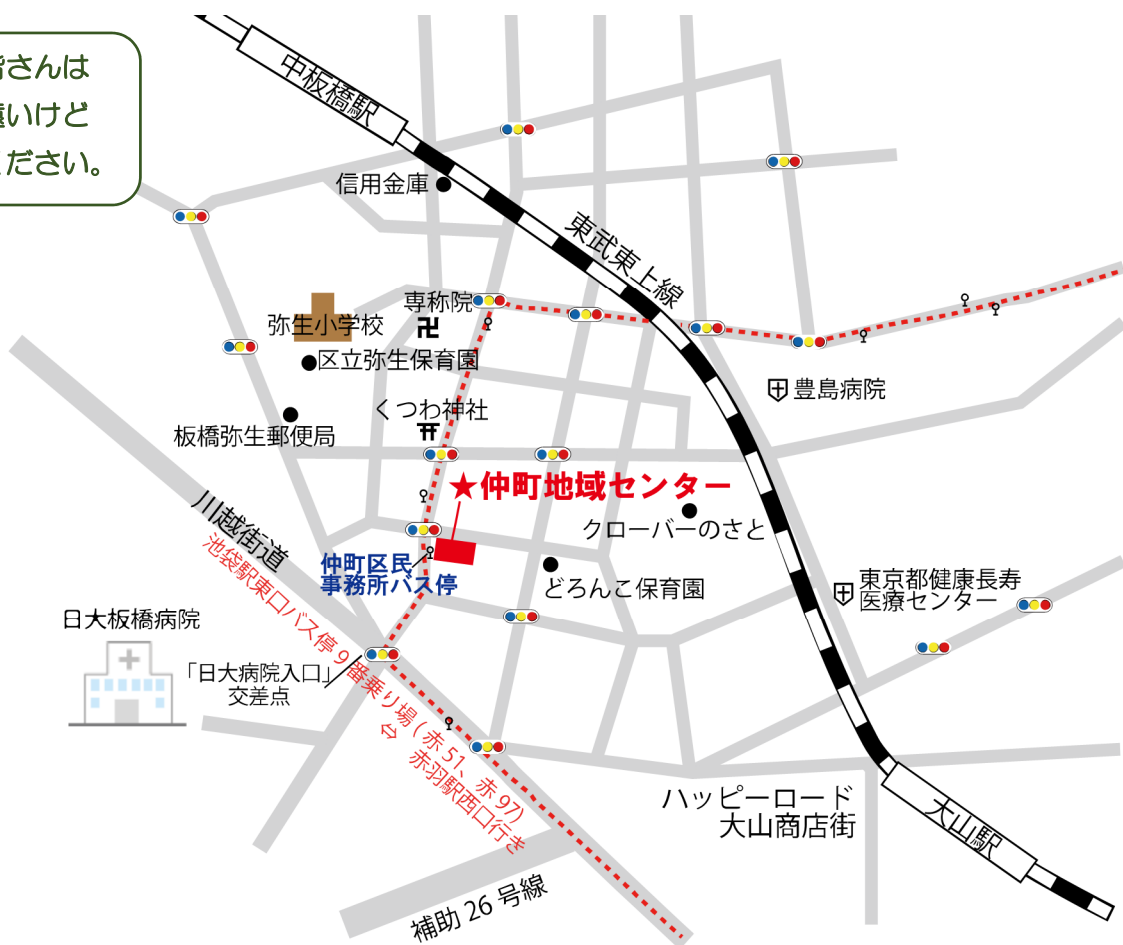 さんは
いけど
ください。
中板橋駅
信用金庫
東武東上線
専称院
弥生小学校
区立弥生保育園
豊島病院
くつわ神社
板橋弥生郵便局
★仲町地域センター
川越街道
クローバーのさと
池袋駅東口バス停9番乗り場(赤51、赤97)
⇔
赤羽駅西口行き
仲町区民
事務所バス停
どろんこ保育園
東京都健康長寿
医療センター
日大板橋病院
「日大病院入口」
交差点
ハッピーロード
大山商店街
大山駅
補助26号線